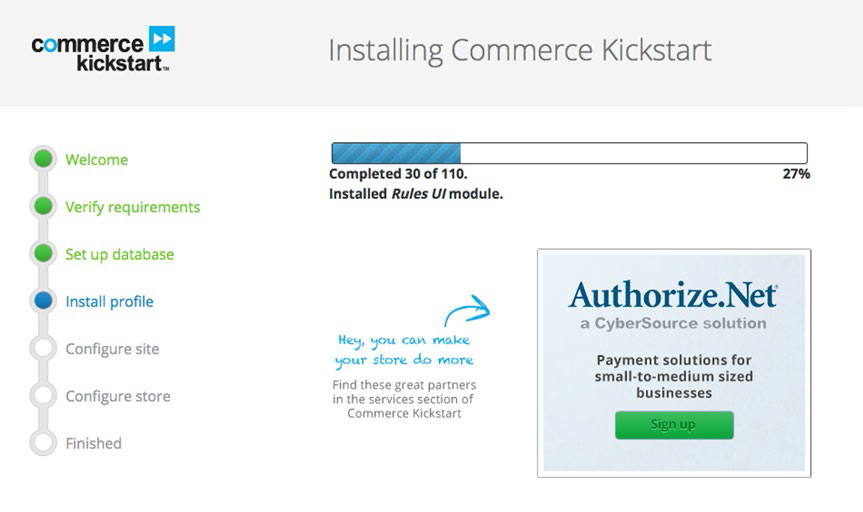 commerce
kickstart™
Installing Commerce Kickstart
Welcome
Verify requirements
Set up database
Install profile
Configure site
Configure store
Finished
Completed 30 of 110. 27%
Installed Rules UI module.
Hey, you can make
your store do more
Find these great partners
in the services section of
Commerce Kickstart
Authorize.Net®
a CyberSource solution
Payment solutions for
small-to-medium sized
businesses
Sign up